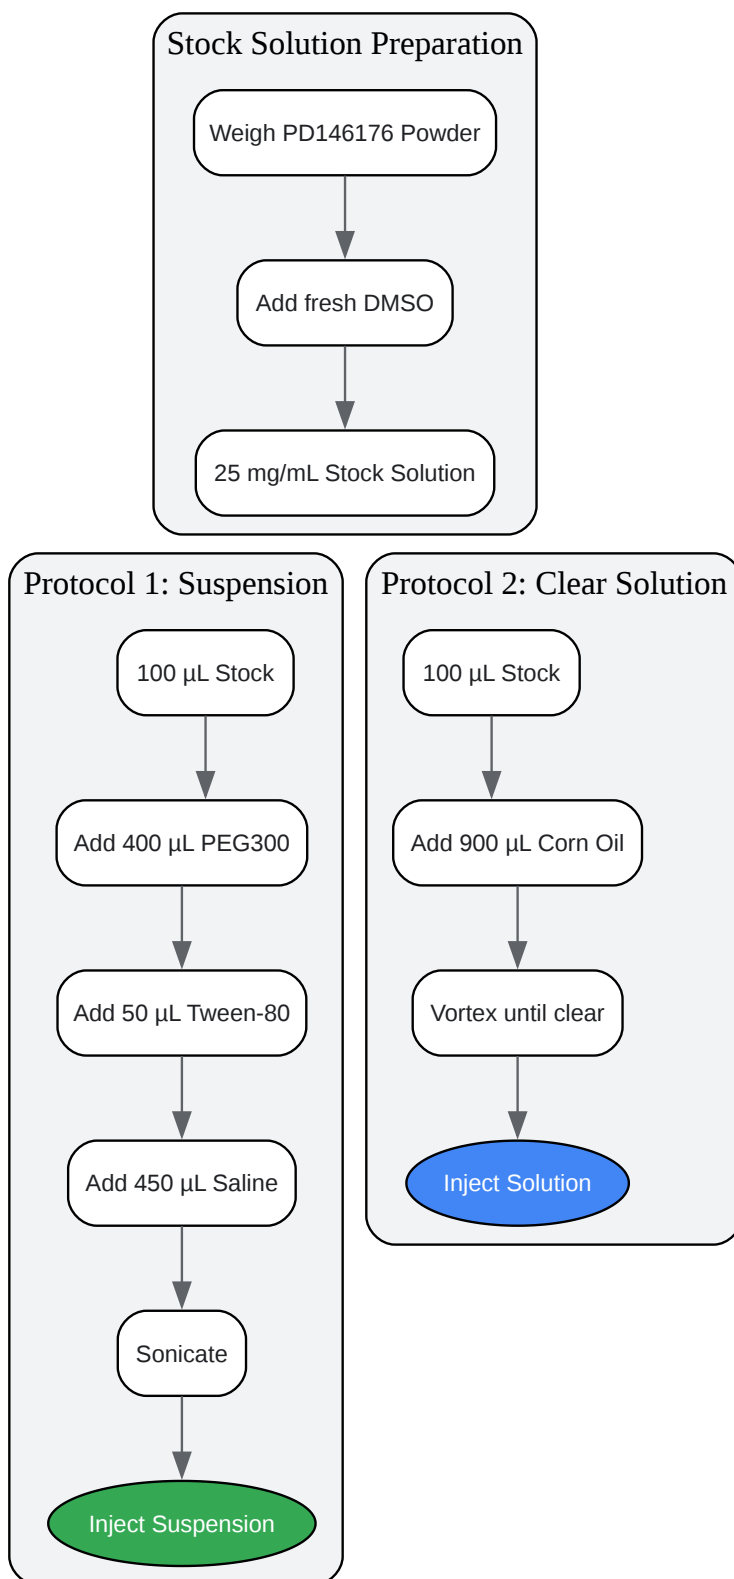 Stock Solution Preparation
Weigh PD146176 Powder
Add fresh DMSO
25 mg/mL Stock Solution
Protocol 1: Suspension
100 µL Stock
Add 400 µL PEG300
Add 50 µL Tween-80
Add 450 µL Saline
Sonicate
Inject Suspension
Protocol 2: Clear Solution
100 µL Stock
Add 900 µL Corn Oil
Vortex until clear
Inject Solution